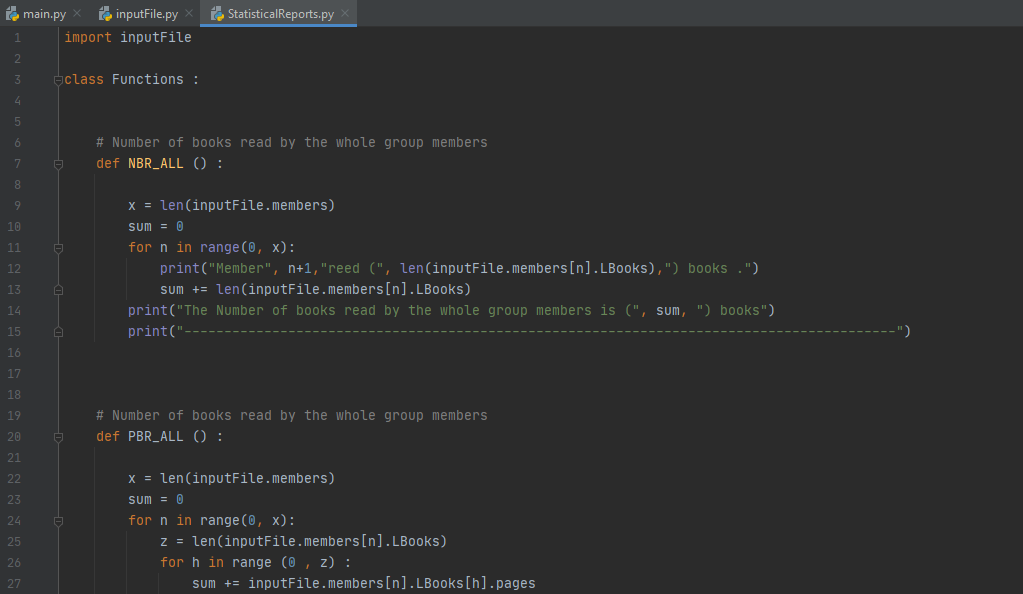 main.py inputFile.py StatisticalReports.py
1 import inputFile
2
3 class Functions :
4
5
6 # Number of books read by the whole group members
7 def NBR_ALL () :
8
9 x = len(inputFile.members)
10 sum = 0
11 for n in range(0, x):
12 print("Member", n+1,"reed (", len(inputFile.members[n].LBooks),") books .")
13 sum += len(inputFile.members[n].LBooks)
14 print("The Number of books read by the whole group members is (", sum, ") books")
15 print("-----------------------------------------------------------------------------------------")
16
17
18
19 # Number of books read by the whole group members
20 def PBR_ALL () :
21
22 x = len(inputFile.members)
23 sum = 0
24 for n in range(0, x):
25 z = len(inputFile.members[n].LBooks)
26 for h in range (0 , z) :
27 sum += inputFile.members[n].LBooks[h].pages